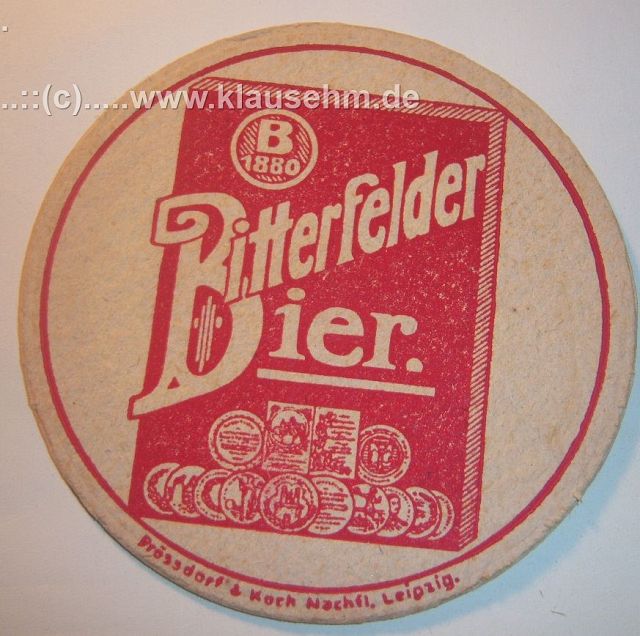 ..::(c).....www.klausehm.de
B
1880
Bitterfelder
Bier.
Prössdorf & Koch Nachfl. Leipzig.